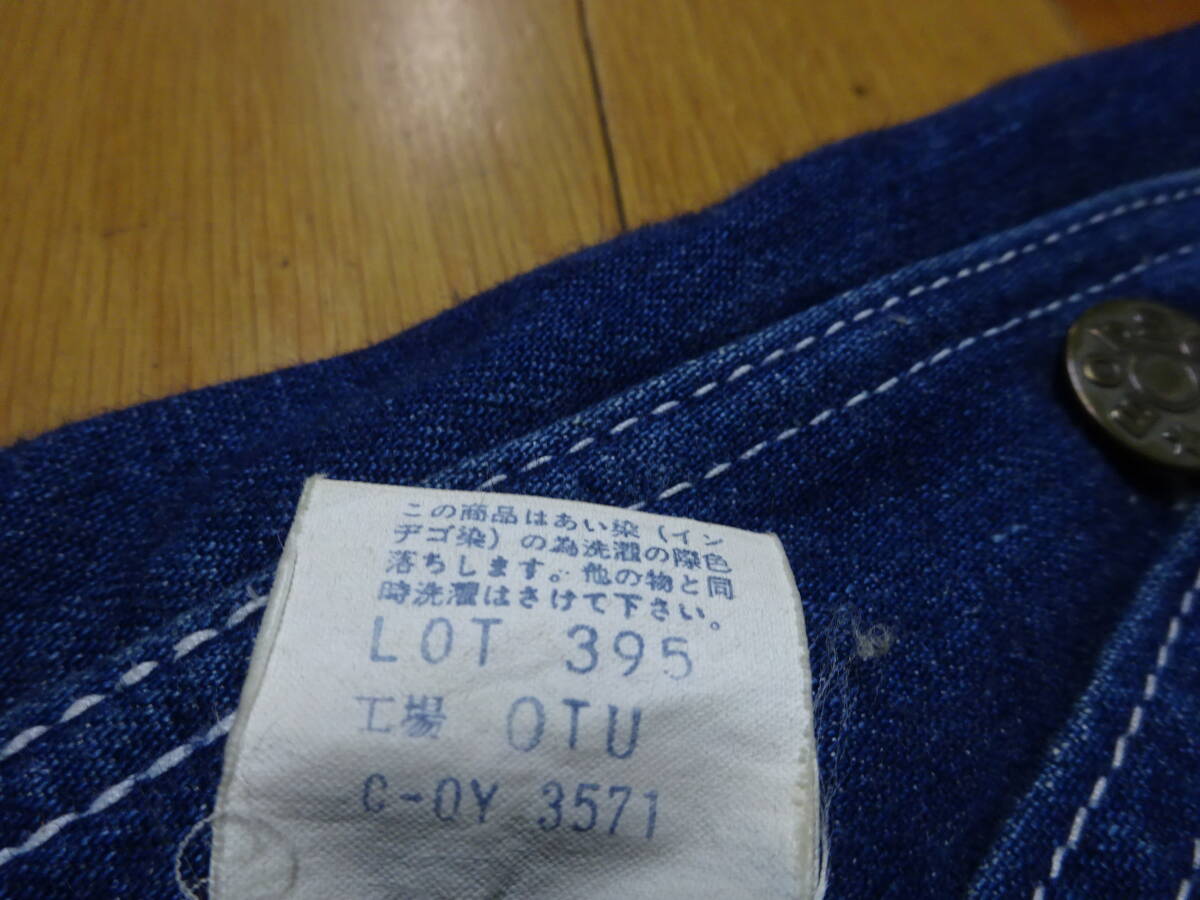 この商品はあい染（イン
ヂゴ染）の為洗濯の際色
落ちします。他の物と同
時洗濯はさけて下さい。
LOT 395
工場 OTU
C-OY 3571